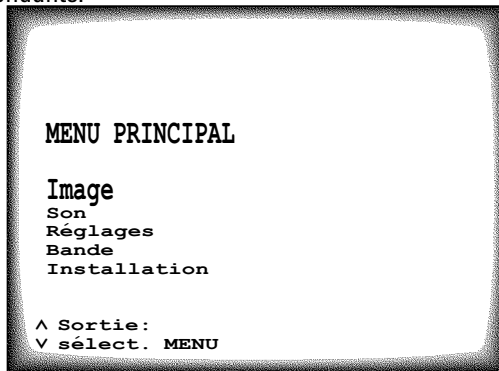 MENU PRINCIPAL
Image
Son
Réglages
Bande
Installation
∧ Sortie:
∨ sélect. MENU